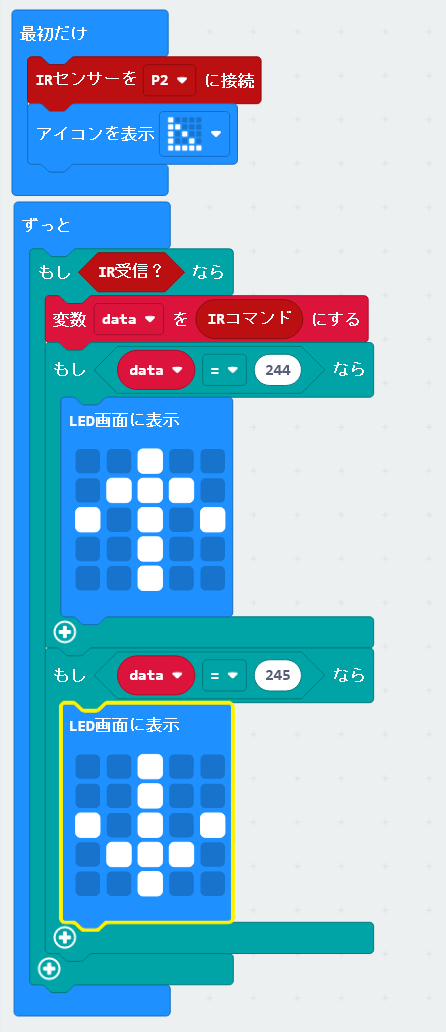 最初だけ
IRセンサーを P2 に接続
アイコンを表示
ずっと
もし IR受信？ なら
変数 data を IRコマンド にする
もし data = 244 なら
LED画面に表示
もし data = 245 なら
LED画面に表示